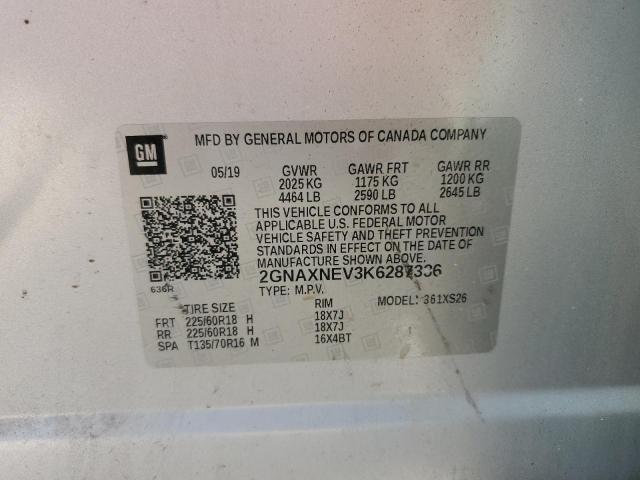 GM
MFD BY GENERAL MOTORS OF CANADA COMPANY
05/19 GVWR GAWR FRT GAWR RR
2025 KG 1175 KG 1200 KG
4464 LB 2590 LB 2645 LB
THIS VEHICLE CONFORMS TO ALL
APPLICABLE U.S. FEDERAL MOTOR
VEHICLE SAFETY AND THEFT PREVENTION
STANDARDS IN EFFECT ON THE DATE OF
MANUFACTURE SHOWN ABOVE.
636R
2GNAXNEV3K6287336
TYPE: M.P.V. MODEL: 361XS26
TIRE SIZE RIM
FRT 225/60R18 H 18X7J
RR 225/60R18 H 18X7J
SPA T135/70R16 M 16X4BT